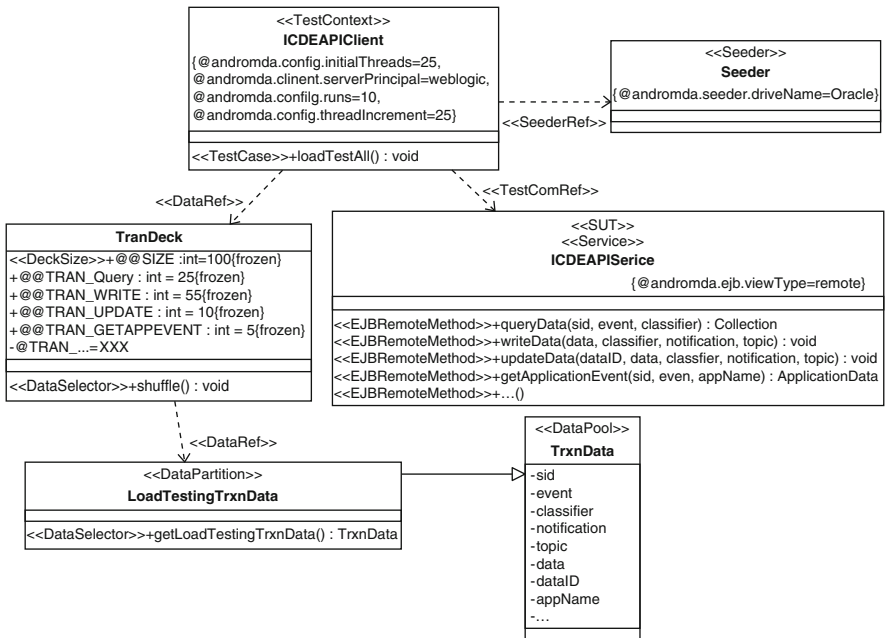 <<TestContext>>
ICDEAPIClient
{@andromda.config.initialThreads=25,
@andromda.clinent.serverPrincipal=weblogic,
@andromda.confilg.runs=10,
@andromda.config.threadIncrement=25}
<<TestCase>>+loadTestAll() : void
<<Seeder>>
Seeder
{@andromda.seeder.driveName=Oracle}
<<SeederRef>>
<<DataRef>>
<<TestComRef>>
TranDeck
<<DeckSize>>+@@SIZE :int=100{frozen}
+@@TRAN_Query : int = 25{frozen}
+@@TRAN_WRITE : int = 55{frozen}
+@@TRAN_UPDATE : int = 10{frozen}
+@@TRAN_GETAPPEVENT : int = 5{frozen}
-@TRAN_...=XXX
<<DataSelector>>+shuffle() : void
<<SUT>>
<<Service>>
ICDEAPISerice
{@andromda.ejb.viewType=remote}
<<EJBRemoteMethod>>+queryData(sid, event, classifier) : Collection
<<EJBRemoteMethod>>+writeData(data, classifier, notification, topic) : void
<<EJBRemoteMethod>>+updateData(dataID, data, classfier, notification, topic) : void
<<EJBRemoteMethod>>+getApplicationEvent(sid, even, appName) : ApplicationData
<<EJBRemoteMethod>>+...()
<<DataRef>>
<<DataPartition>>
LoadTestingTrxnData
<<DataSelector>>+getLoadTestingTrxnData() : TrxnData
<<DataPool>>
TrxnData
-sid
-event
-classifier
-notification
-topic
-data
-dataID
-appName
-...